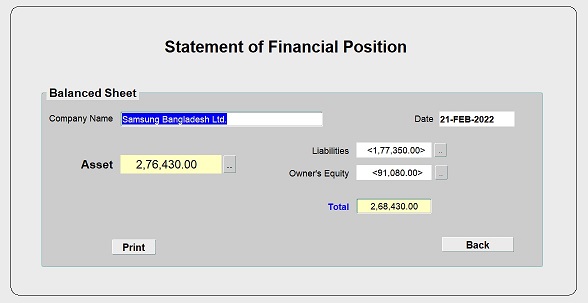 Statement of Financial Position
Balanced Sheet
Company Name Samsung Bangladesh Ltd. Date 21-FEB-2022
Asset 2,76,430.00 ..
Liabilities <1,77,350.00> ..
Owner's Equity <91,080.00> ..
Total 2,68,430.00
Print Back